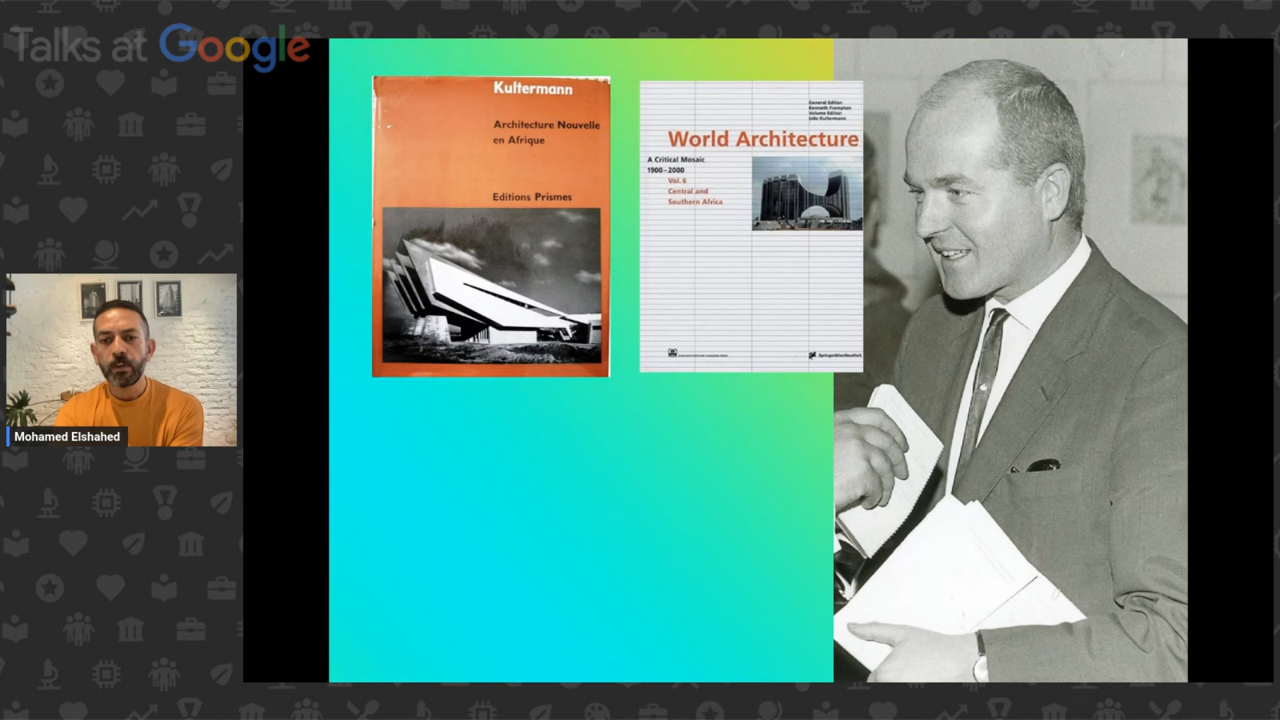 Talks at Google
Kultermann
Architecture Nouvelle
en Afrique
Editions Prismes
General Editor:
Kenneth Frampton
Volume Editor:
Udo Kultermann
World Architecture
A Critical Mosaic
1900–2000
Vol. 6
Central and
Southern Africa
SpringerWienNewYork
Mohamed Elshahed